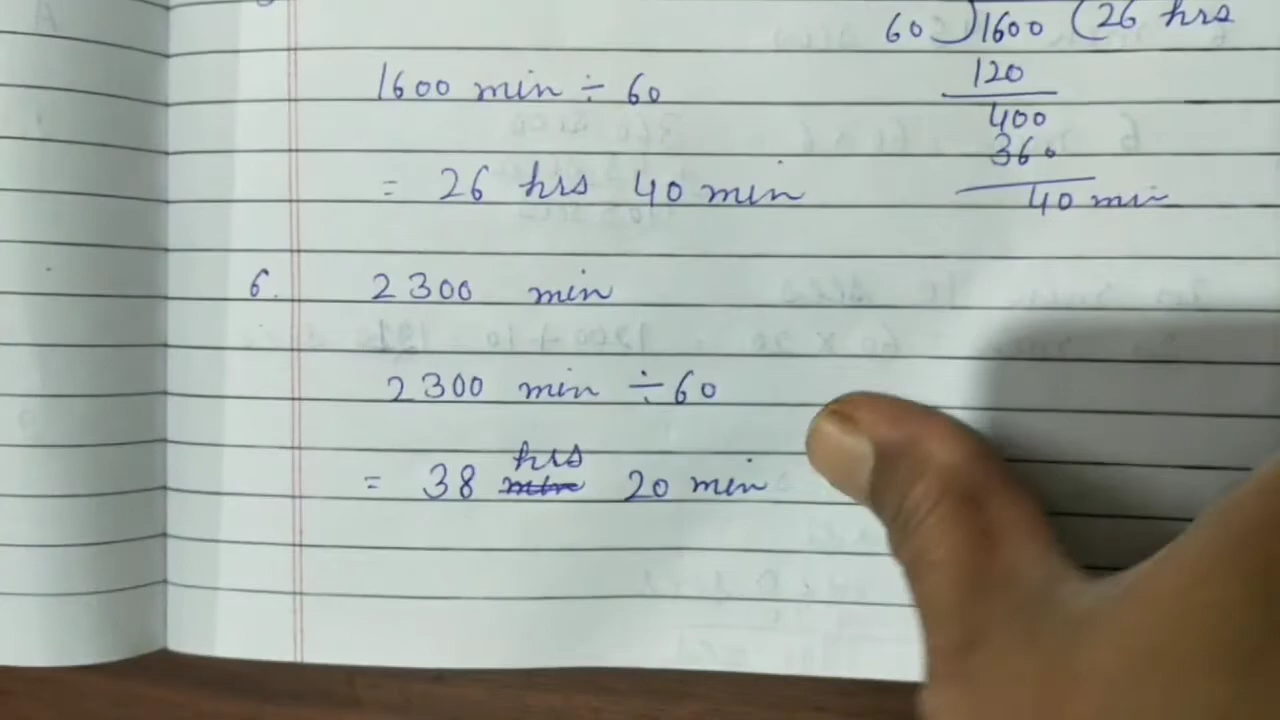 60)1600(26 hrs
120
400
360
40 min
1600 min ÷ 60
= 26 hrs 40 min
6. 2300 min
2300 min ÷ 60
hrs
= 38 min 20 min